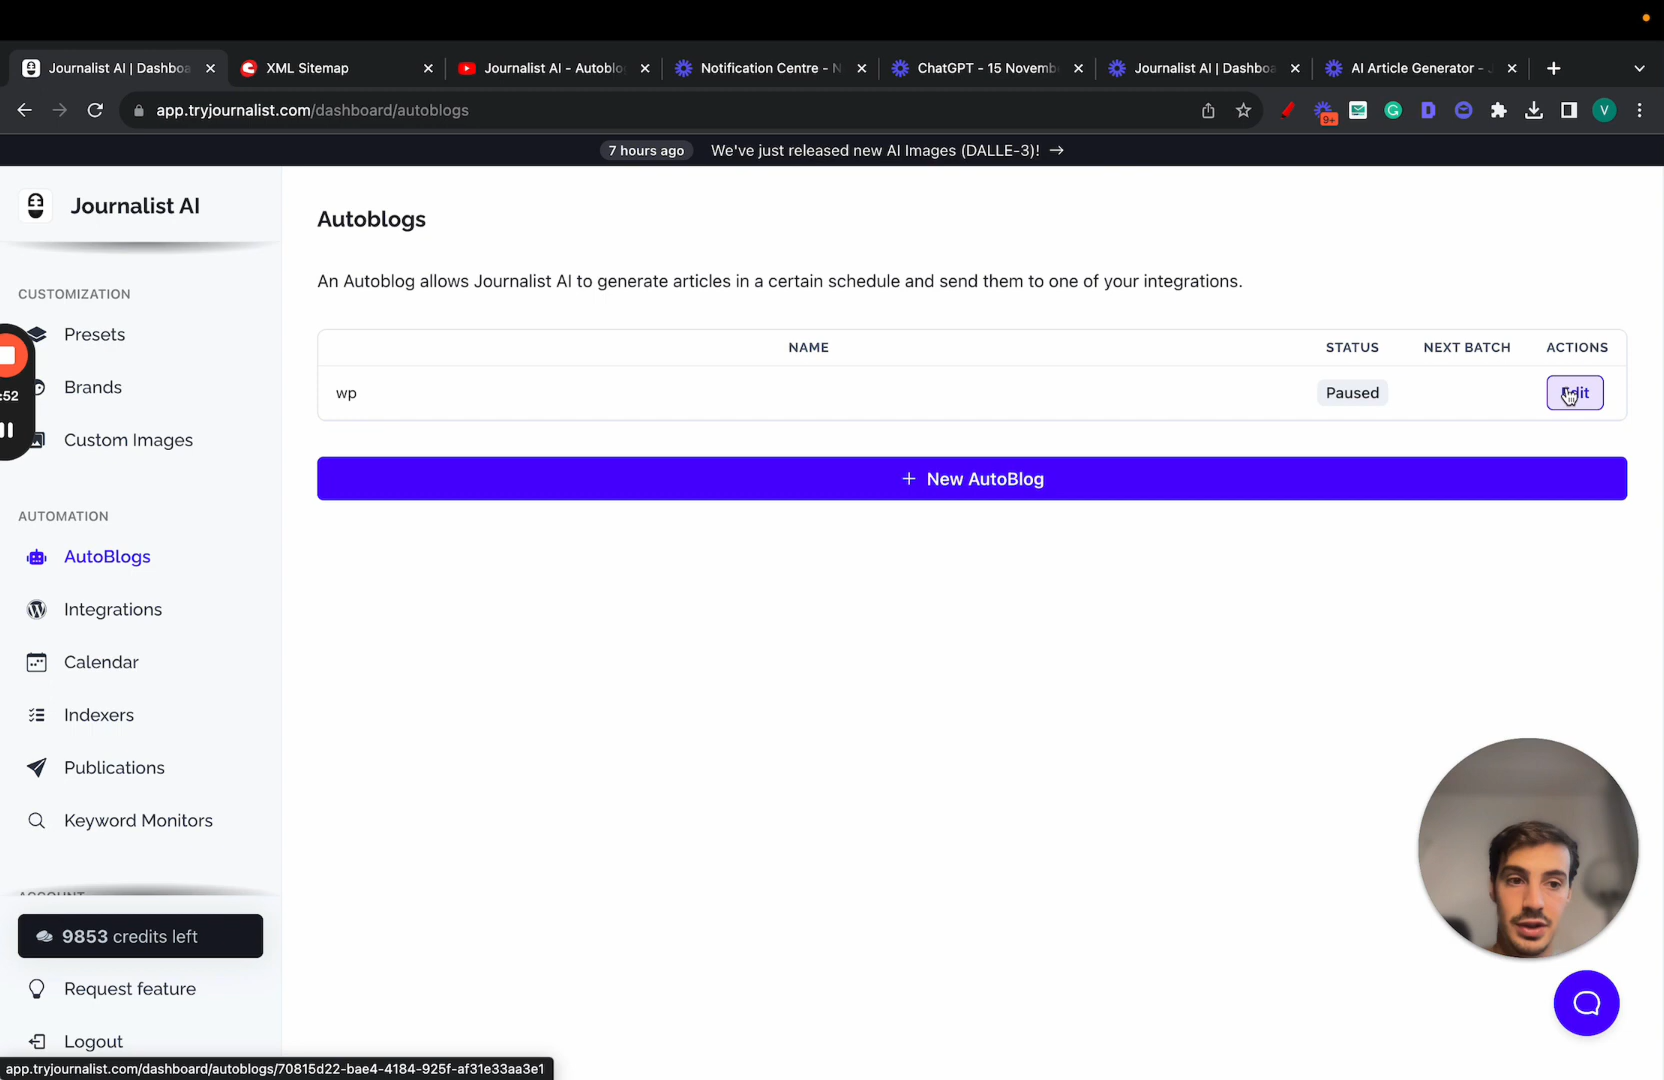 Journalist AI | Dashboa
XML Sitemap
Journalist AI - Autoblo
Notification Centre - N
ChatGPT - 15 Novemb
Journalist AI | Dashboa
AI Article Generator - J
app.tryjournalist.com/dashboard/autoblogs
9+
V
7 hours ago
We've just released new AI Images (DALLE-3)! →
Journalist AI
CUSTOMIZATION
Presets
Brands
:52
Custom Images
AUTOMATION
AutoBlogs
Integrations
Calendar
Indexers
Publications
Keyword Monitors
ACCOUNT
9853 credits left
Request feature
Logout
Autoblogs
An Autoblog allows Journalist AI to generate articles in a certain schedule and send them to one of your integrations.
NAME STATUS NEXT BATCH ACTIONS
wp Paused Edit
+ New AutoBlog
app.tryjournalist.com/dashboard/autoblogs/70815d22-bae4-4184-925f-af31e33aa3e1